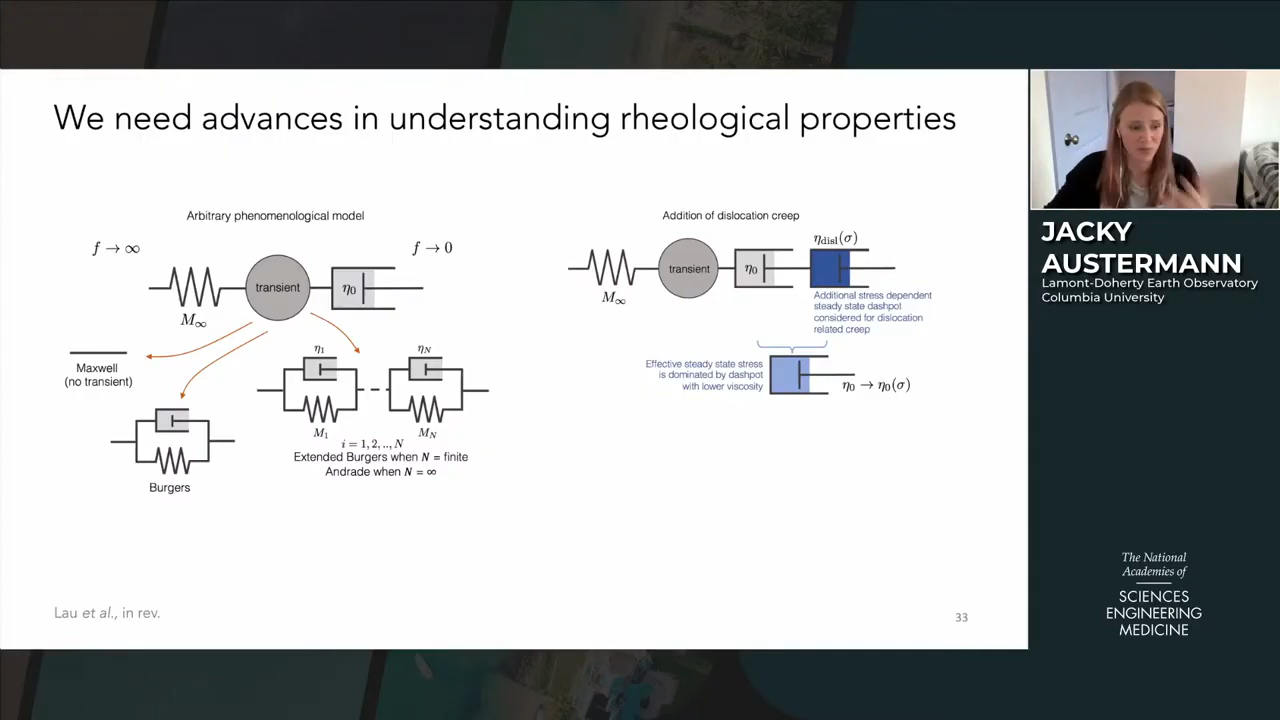 We need advances in understanding rheological properties
Arbitrary phenomenological model
f → ∞
f → 0
transient
η₀
M∞
Maxwell
(no transient)
Burgers
η₁
η_N
M₁
M_N
i = 1, 2, .., N
Extended Burgers when N = finite
Andrade when N = ∞
Addition of dislocation creep
η_disl(σ)
transient
η₀
M∞
Additional stress dependent
steady state dashpot
considered for dislocation
related creep
Effective steady state stress
is dominated by dashpot
with lower viscosity
η₀ → η₀(σ)
Lau et al., in rev.
33
JACKY
AUSTERMANN
Lamont-Doherty Earth Observatory
Columbia University
The National
Academies of
SCIENCES
ENGINEERING
MEDICINE